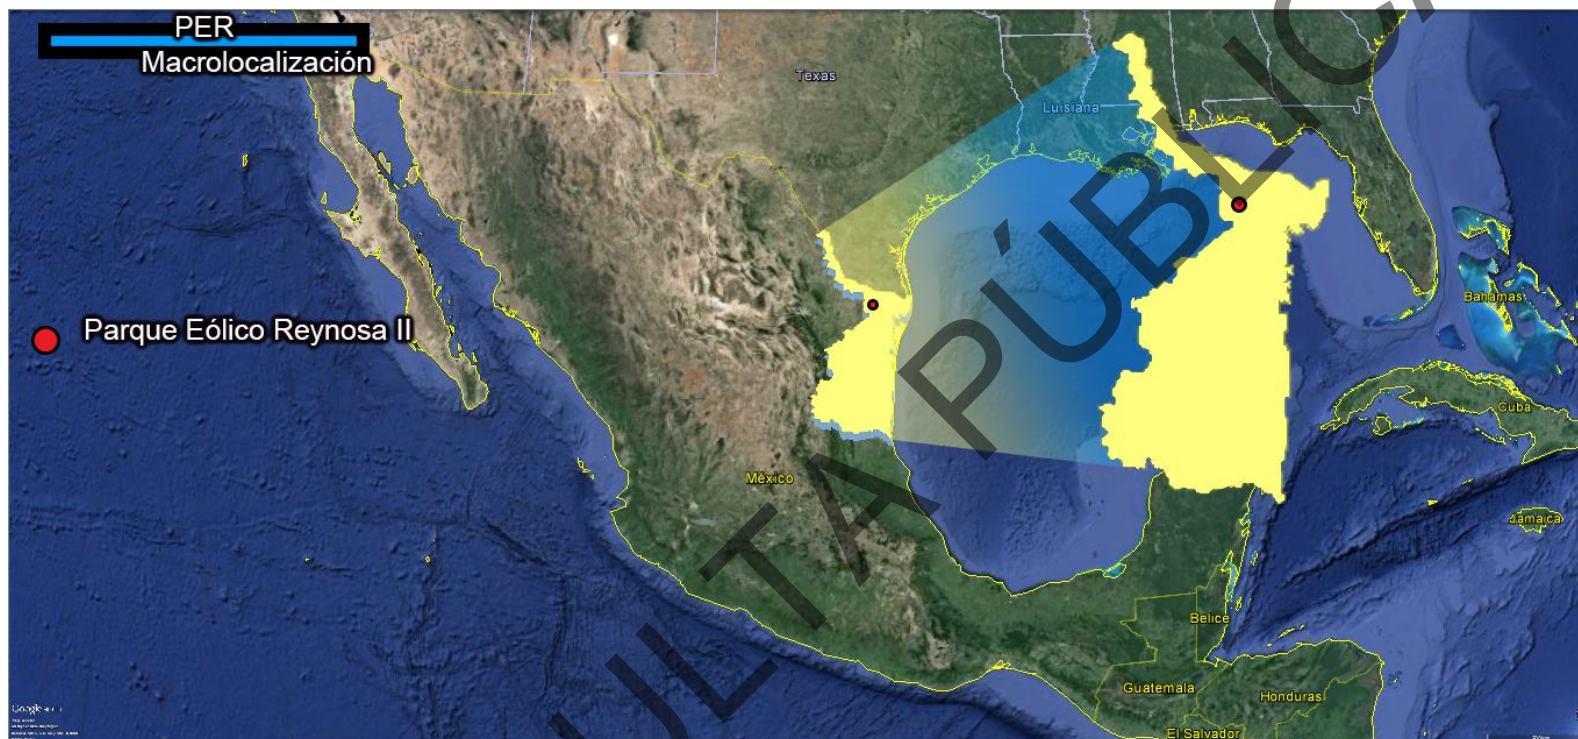 PER
Macrolocalización
Texas
Luisiana
Parque Eólico Reynosa II
Bahamas
Cuba
México
Jamaica
Belice
Guatemala
Honduras
El Salvador
Google
ULTA PÚBLICA